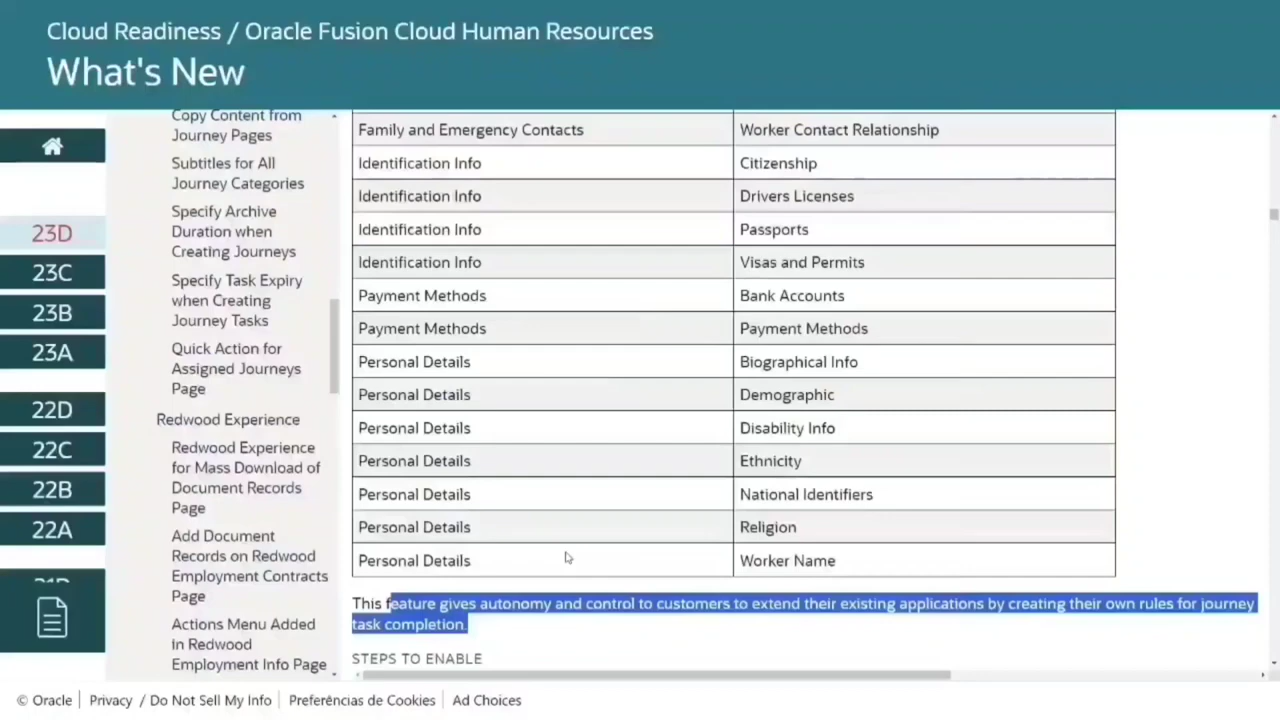 Cloud Readiness / Oracle Fusion Cloud Human Resources
What's New
23D
23C
23B
23A
22D
22C
22B
22A
Copy Content from
Journey Pages
Subtitles for All
Journey Categories
Specify Archive
Duration when
Creating Journeys
Specify Task Expiry
when Creating
Journey Tasks
Quick Action for
Assigned Journeys
Page
Redwood Experience
Redwood Experience
for Mass Download of
Document Records
Page
Add Document
Records on Redwood
Employment Contracts
Page
Actions Menu Added
in Redwood
Employment Info Page
Family and Emergency Contacts Worker Contact Relationship
Identification Info Citizenship
Identification Info Drivers Licenses
Identification Info Passports
Identification Info Visas and Permits
Payment Methods Bank Accounts
Payment Methods Payment Methods
Personal Details Biographical Info
Personal Details Demographic
Personal Details Disability Info
Personal Details Ethnicity
Personal Details National Identifiers
Personal Details Religion
Personal Details Worker Name
This feature gives autonomy and control to customers to extend their existing applications by creating their own rules for journey
task completion.
STEPS TO ENABLE
© Oracle | Privacy / Do Not Sell My Info | Preferências de Cookies | Ad Choices